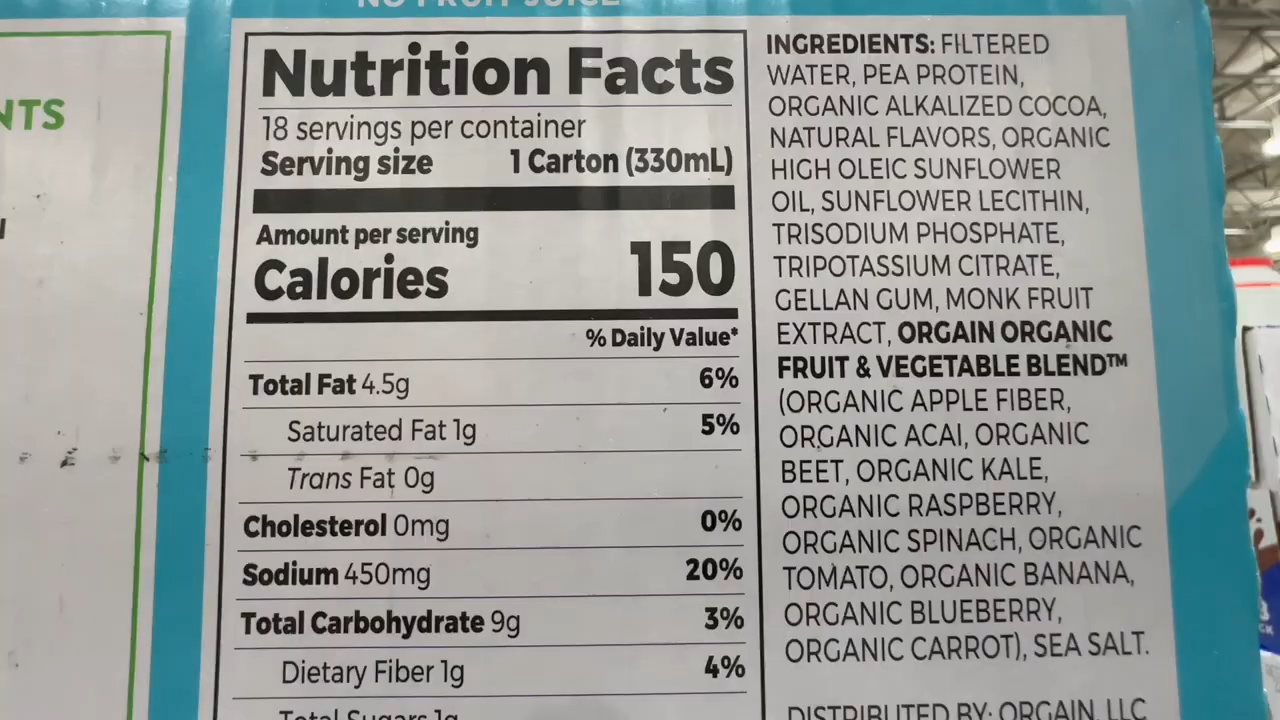 NO FRUIT JUICE
NTS
Nutrition Facts
18 servings per container
Serving size 1 Carton (330mL)
Amount per serving
Calories 150
% Daily Value*
Total Fat 4.5g 6%
Saturated Fat 1g 5%
Trans Fat 0g
Cholesterol 0mg 0%
Sodium 450mg 20%
Total Carbohydrate 9g 3%
Dietary Fiber 1g 4%
Total Sugars 1g
INGREDIENTS: FILTERED
WATER, PEA PROTEIN,
ORGANIC ALKALIZED COCOA,
NATURAL FLAVORS, ORGANIC
HIGH OLEIC SUNFLOWER
OIL, SUNFLOWER LECITHIN,
TRISODIUM PHOSPHATE,
TRIPOTASSIUM CITRATE,
GELLAN GUM, MONK FRUIT
EXTRACT, ORGAIN ORGANIC
FRUIT & VEGETABLE BLEND™
(ORGANIC APPLE FIBER,
ORGANIC ACAI, ORGANIC
BEET, ORGANIC KALE,
ORGANIC RASPBERRY,
ORGANIC SPINACH, ORGANIC
TOMATO, ORGANIC BANANA,
ORGANIC BLUEBERRY,
ORGANIC CARROT), SEA SALT.
DISTRIBUTED BY: ORGAIN, LLC